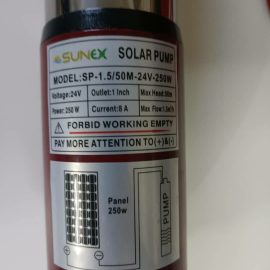 SUNEX SOLAR PUMP
MODEL:SP-1.5/50M-24V-250W
Voltage:24V Outlet:1 inch Max Head:50m
Power:250 W Current:8 A Max Flow:1.5m³/h
FORBID WORKING EMPTY
PAY MORE ATTENTION TO(+)&(-)
Panel
250w
PUMP
+
-